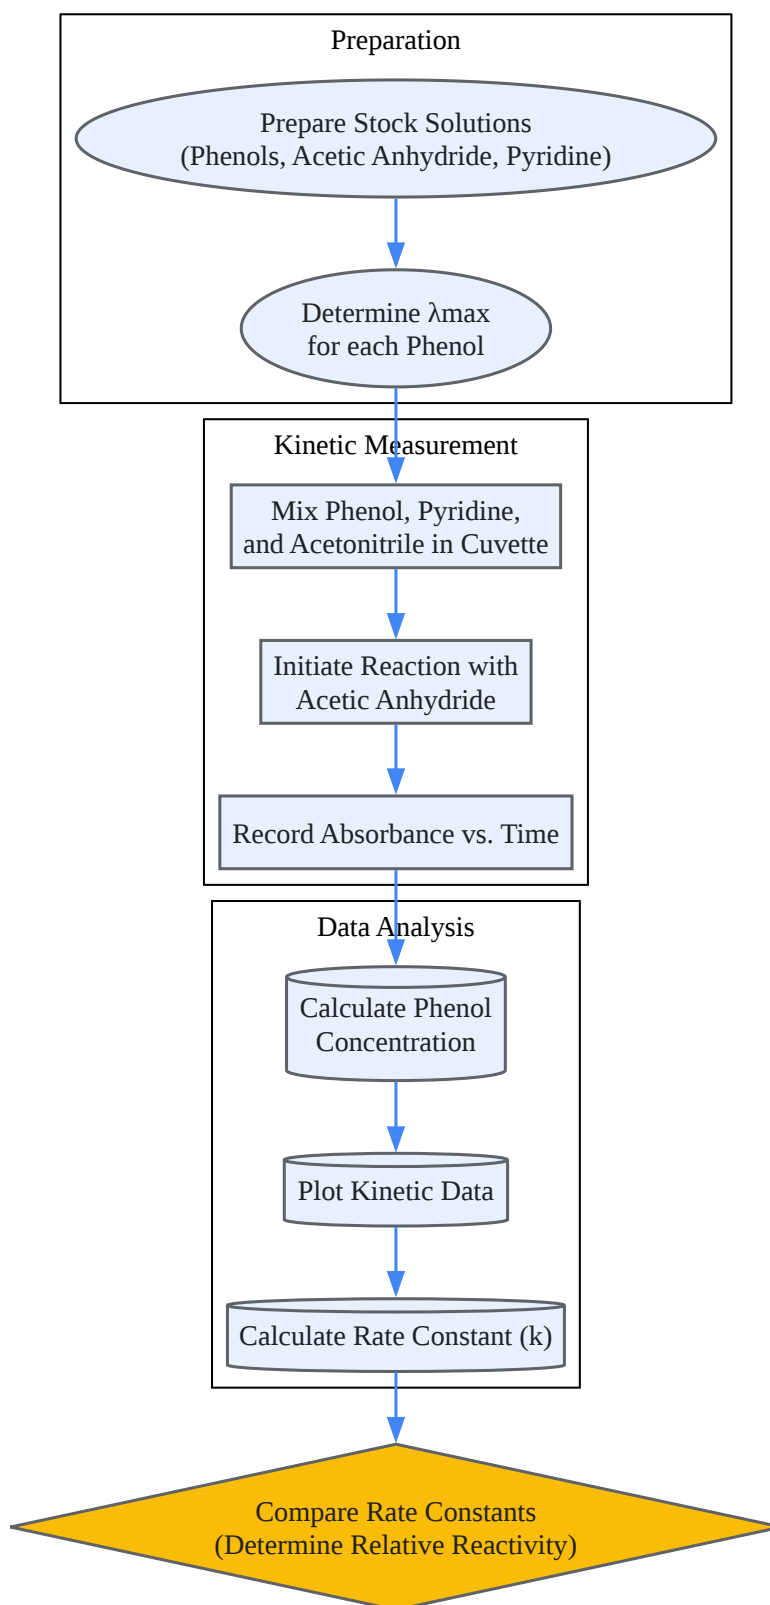 Preparation
Prepare Stock Solutions
(Phenols, Acetic Anhydride, Pyridine)
Determine λmax
for each Phenol
Kinetic Measurement
Mix Phenol, Pyridine,
and Acetonitrile in Cuvette
Initiate Reaction with
Acetic Anhydride
Record Absorbance vs. Time
Data Analysis
Calculate Phenol
Concentration
Plot Kinetic Data
Calculate Rate Constant (k)
Compare Rate Constants
(Determine Relative Reactivity)